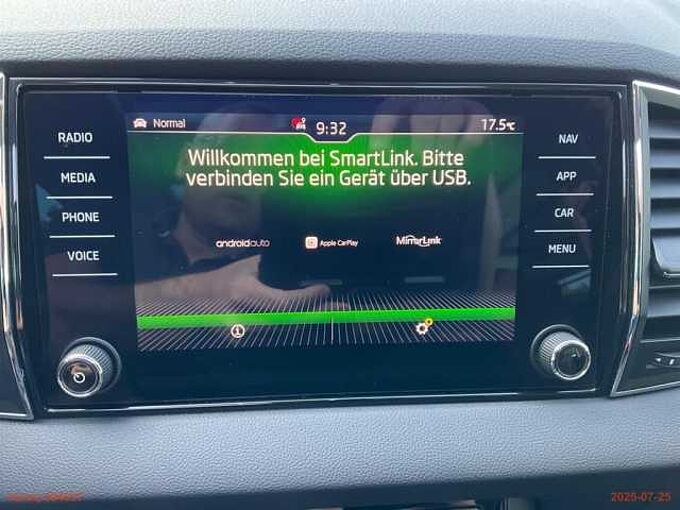 Normal
9:32
17.5°C
Willkommen bei SmartLink. Bitte
verbinden Sie ein Gerät über USB.
androidauto
Apple CarPlay
MirrorLink
RADIO
MEDIA
PHONE
VOICE
NAV
APP
CAR
MENU
2025-07-25